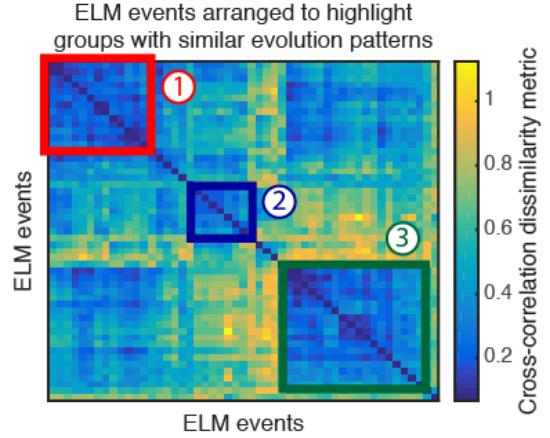 ELM events arranged to highlight
groups with similar evolution patterns
1
2
3
ELM events
ELM events
1
0.8
0.6
0.4
0.2
Cross-correlation dissimilarity metric